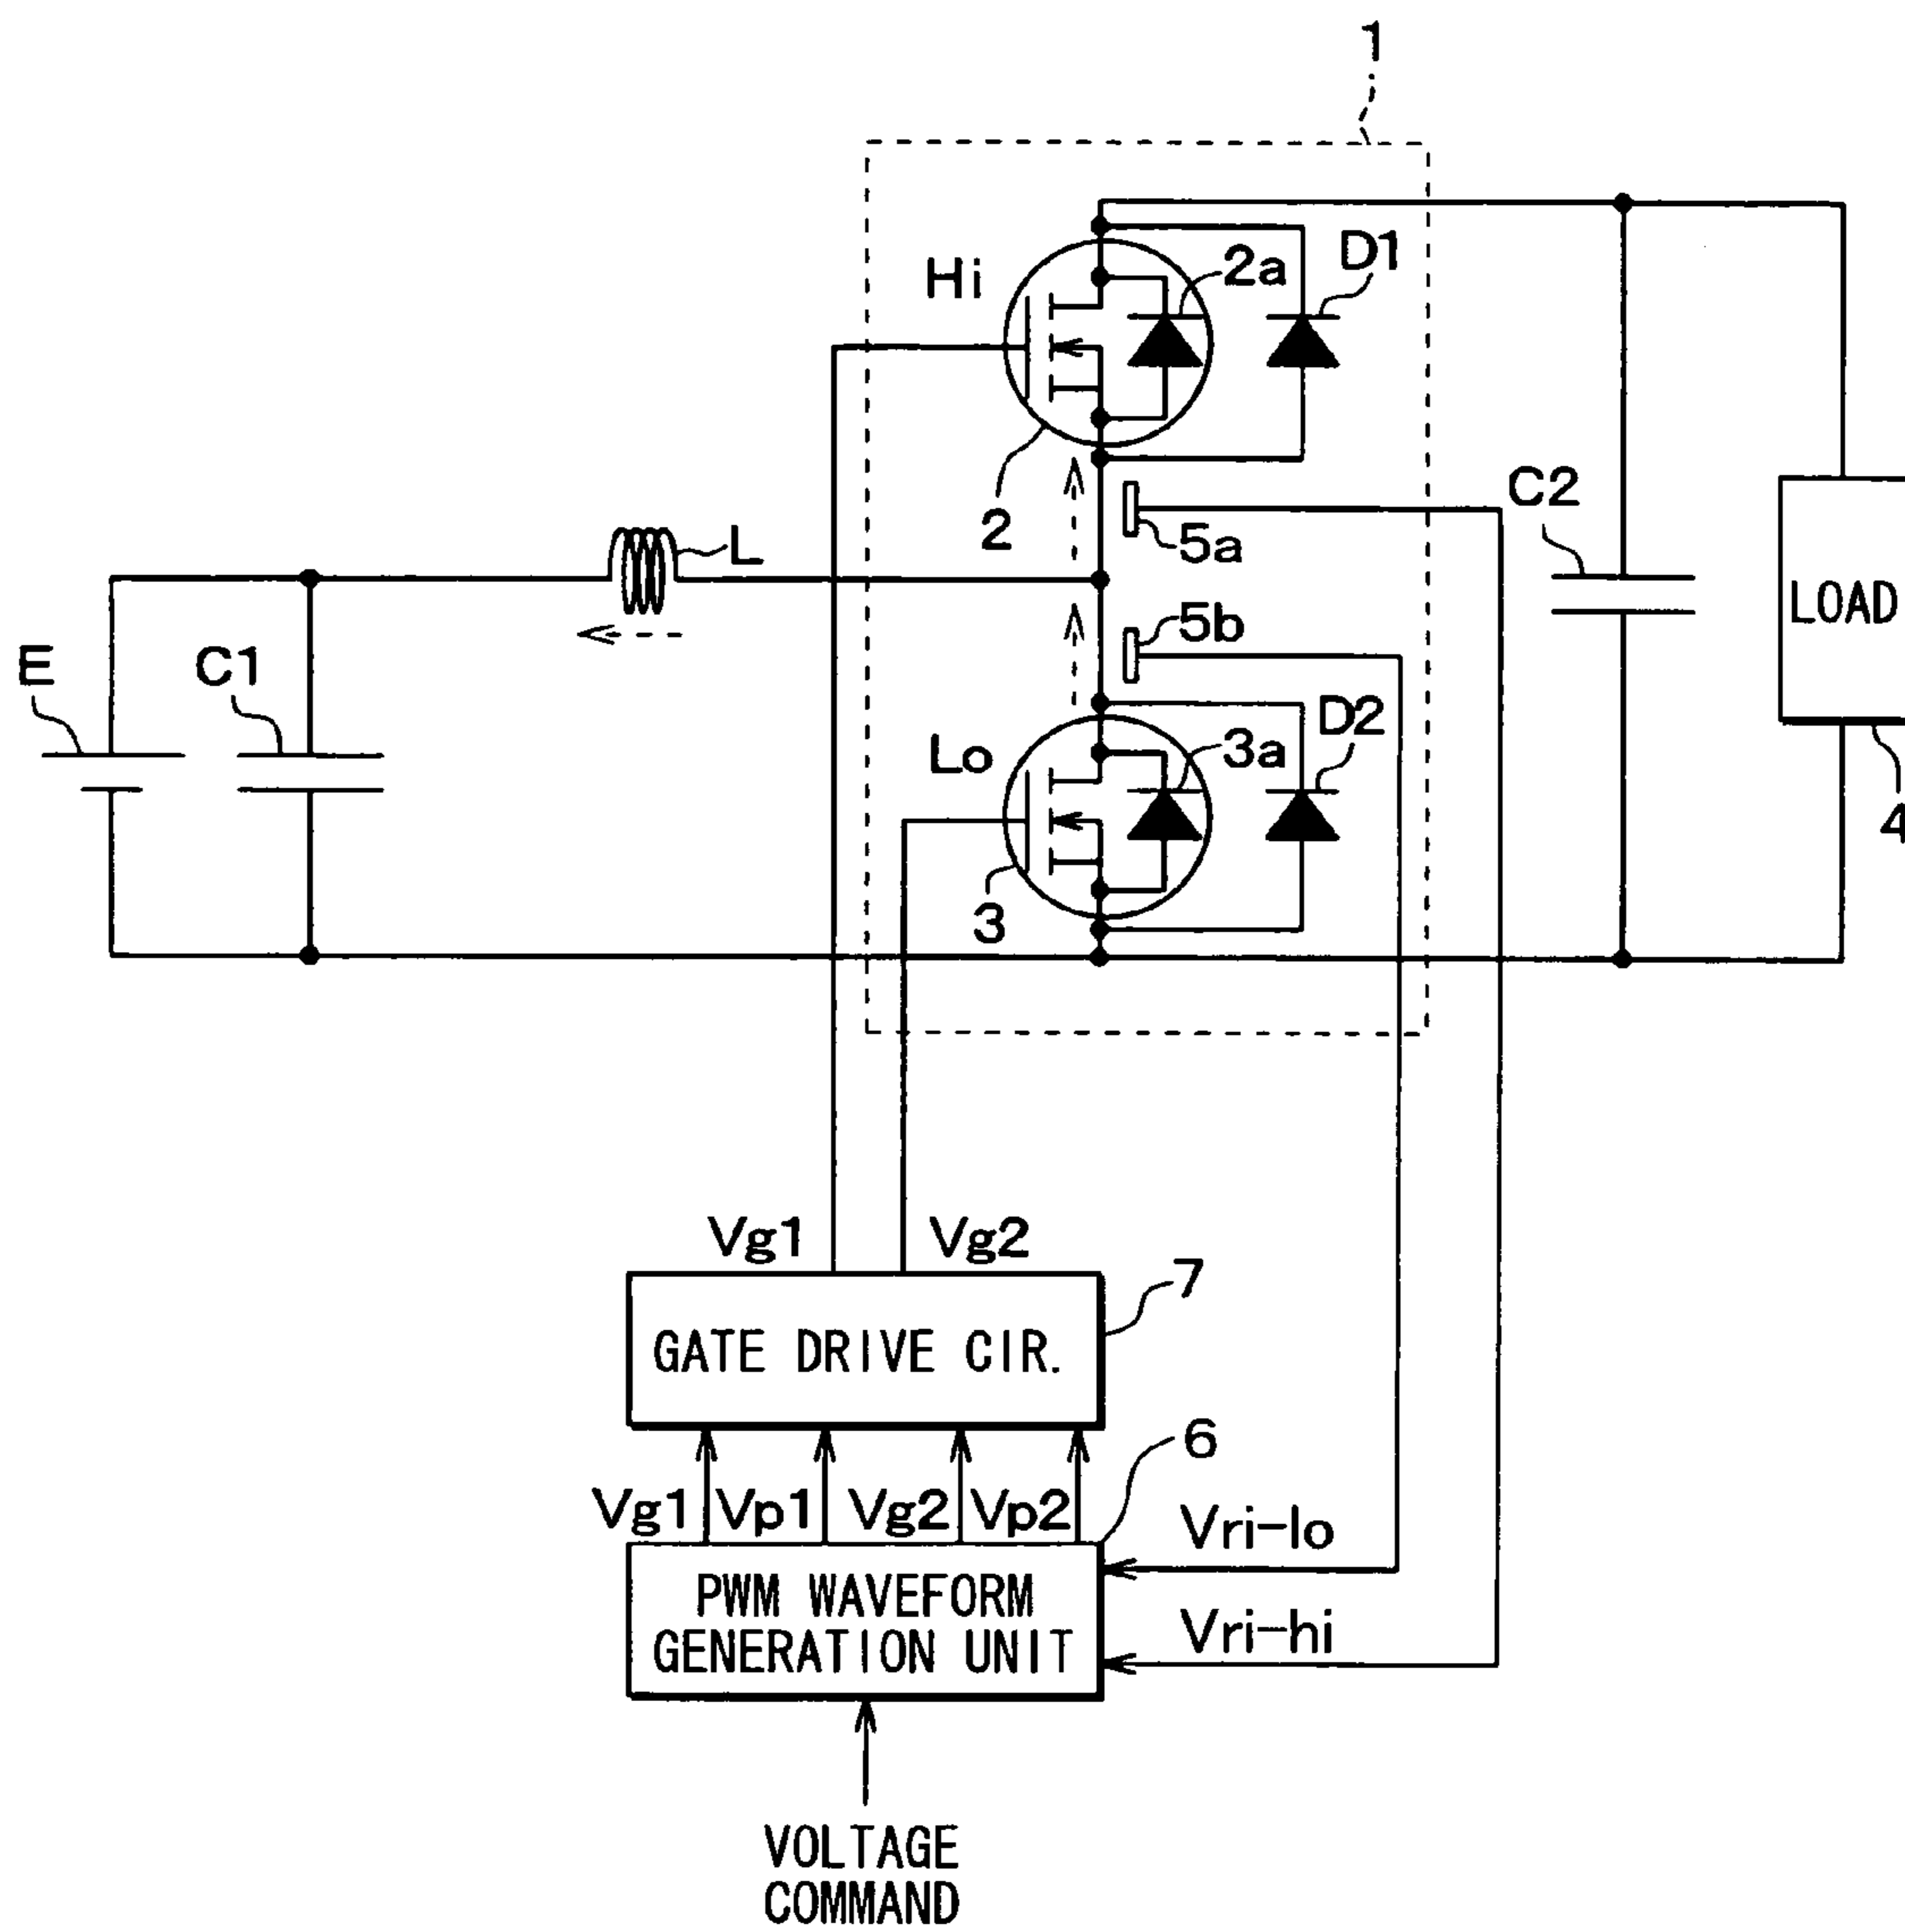 1
Hi
2a
D1
2
5a
C2
L
LOAD
5b
E
C1
D2
Lo
3a
4
3
Vg1
Vg2
7
GATE DRIVE CIR.
6
Vg1
Vp1
Vg2
Vp2
Vri-lo
PWM WAVEFORM
GENERATION UNIT
Vri-hi
VOLTAGE
COMMAND